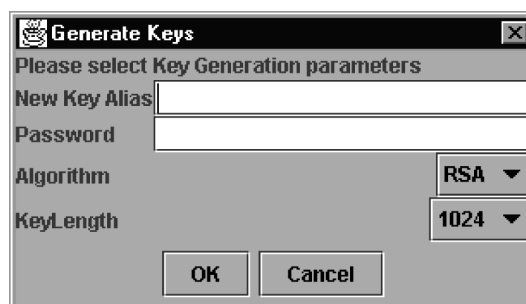 Generate Keys
Please select Key Generation parameters
New Key Alias
Password
Algorithm RSA
KeyLength 1024
OK Cancel